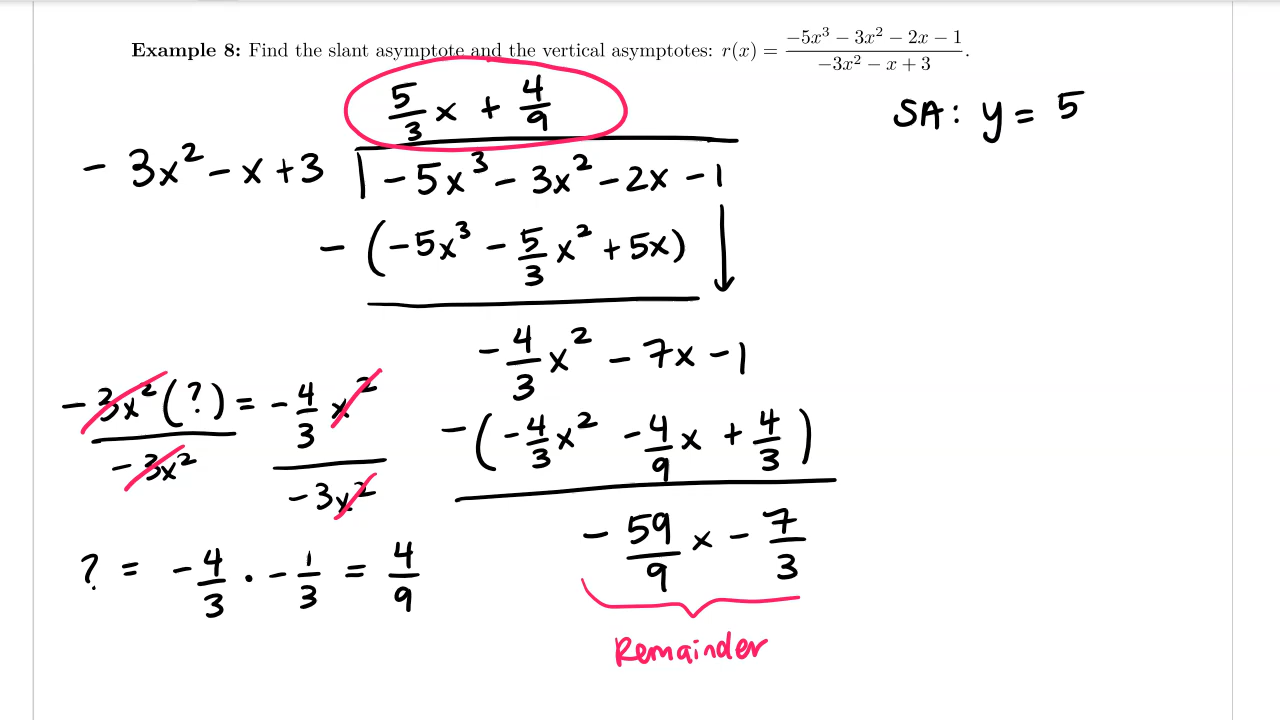 Example 8: Find the slant asymptote and the vertical asymptotes: r(x) = (-5x³ - 3x² - 2x - 1)/(-3x² - x + 3).
5/3 x + 4/9
SA: y = 5
- 3x² - x + 3 | - 5x³ - 3x² - 2x - 1
- (-5x³ - 5/3 x² + 5x)
- 4/3 x² - 7x - 1
- 3x² (?) = - 4/3 x²
- 3x² - 3x²
- (- 4/3 x² - 4/9 x + 4/3)
- 59/9 x - 7/3
? = - 4/3 · - 1/3 = 4/9
Remainder